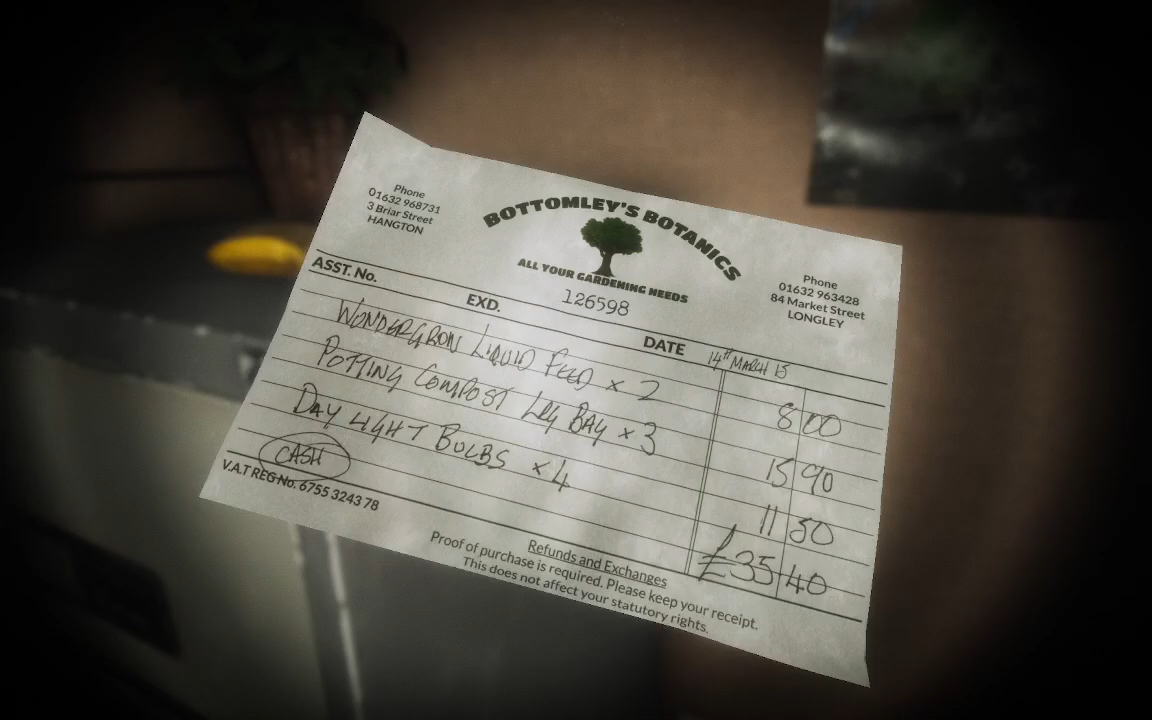 Phone
01632 968731
3 Briar Street
HANGTON
BOTTOMLEY'S BOTANICS
ALL YOUR GARDENING NEEDS
126598
Phone
01632 963428
84 Market Street
LONGLEY
ASST. No.
EXD.
DATE 14TH MARCH 15
WONDERGROW LIQUID FEED x 2 8 00
POTTING COMPOST LRG BAG x 3 15 90
DAY LIGHT BULBS x 4 11 50
CASH £35 40
V.A.T REG No. 6755 3243 78
Refunds and Exchanges
Proof of purchase is required. Please keep your receipt.
This does not affect your statutory rights.